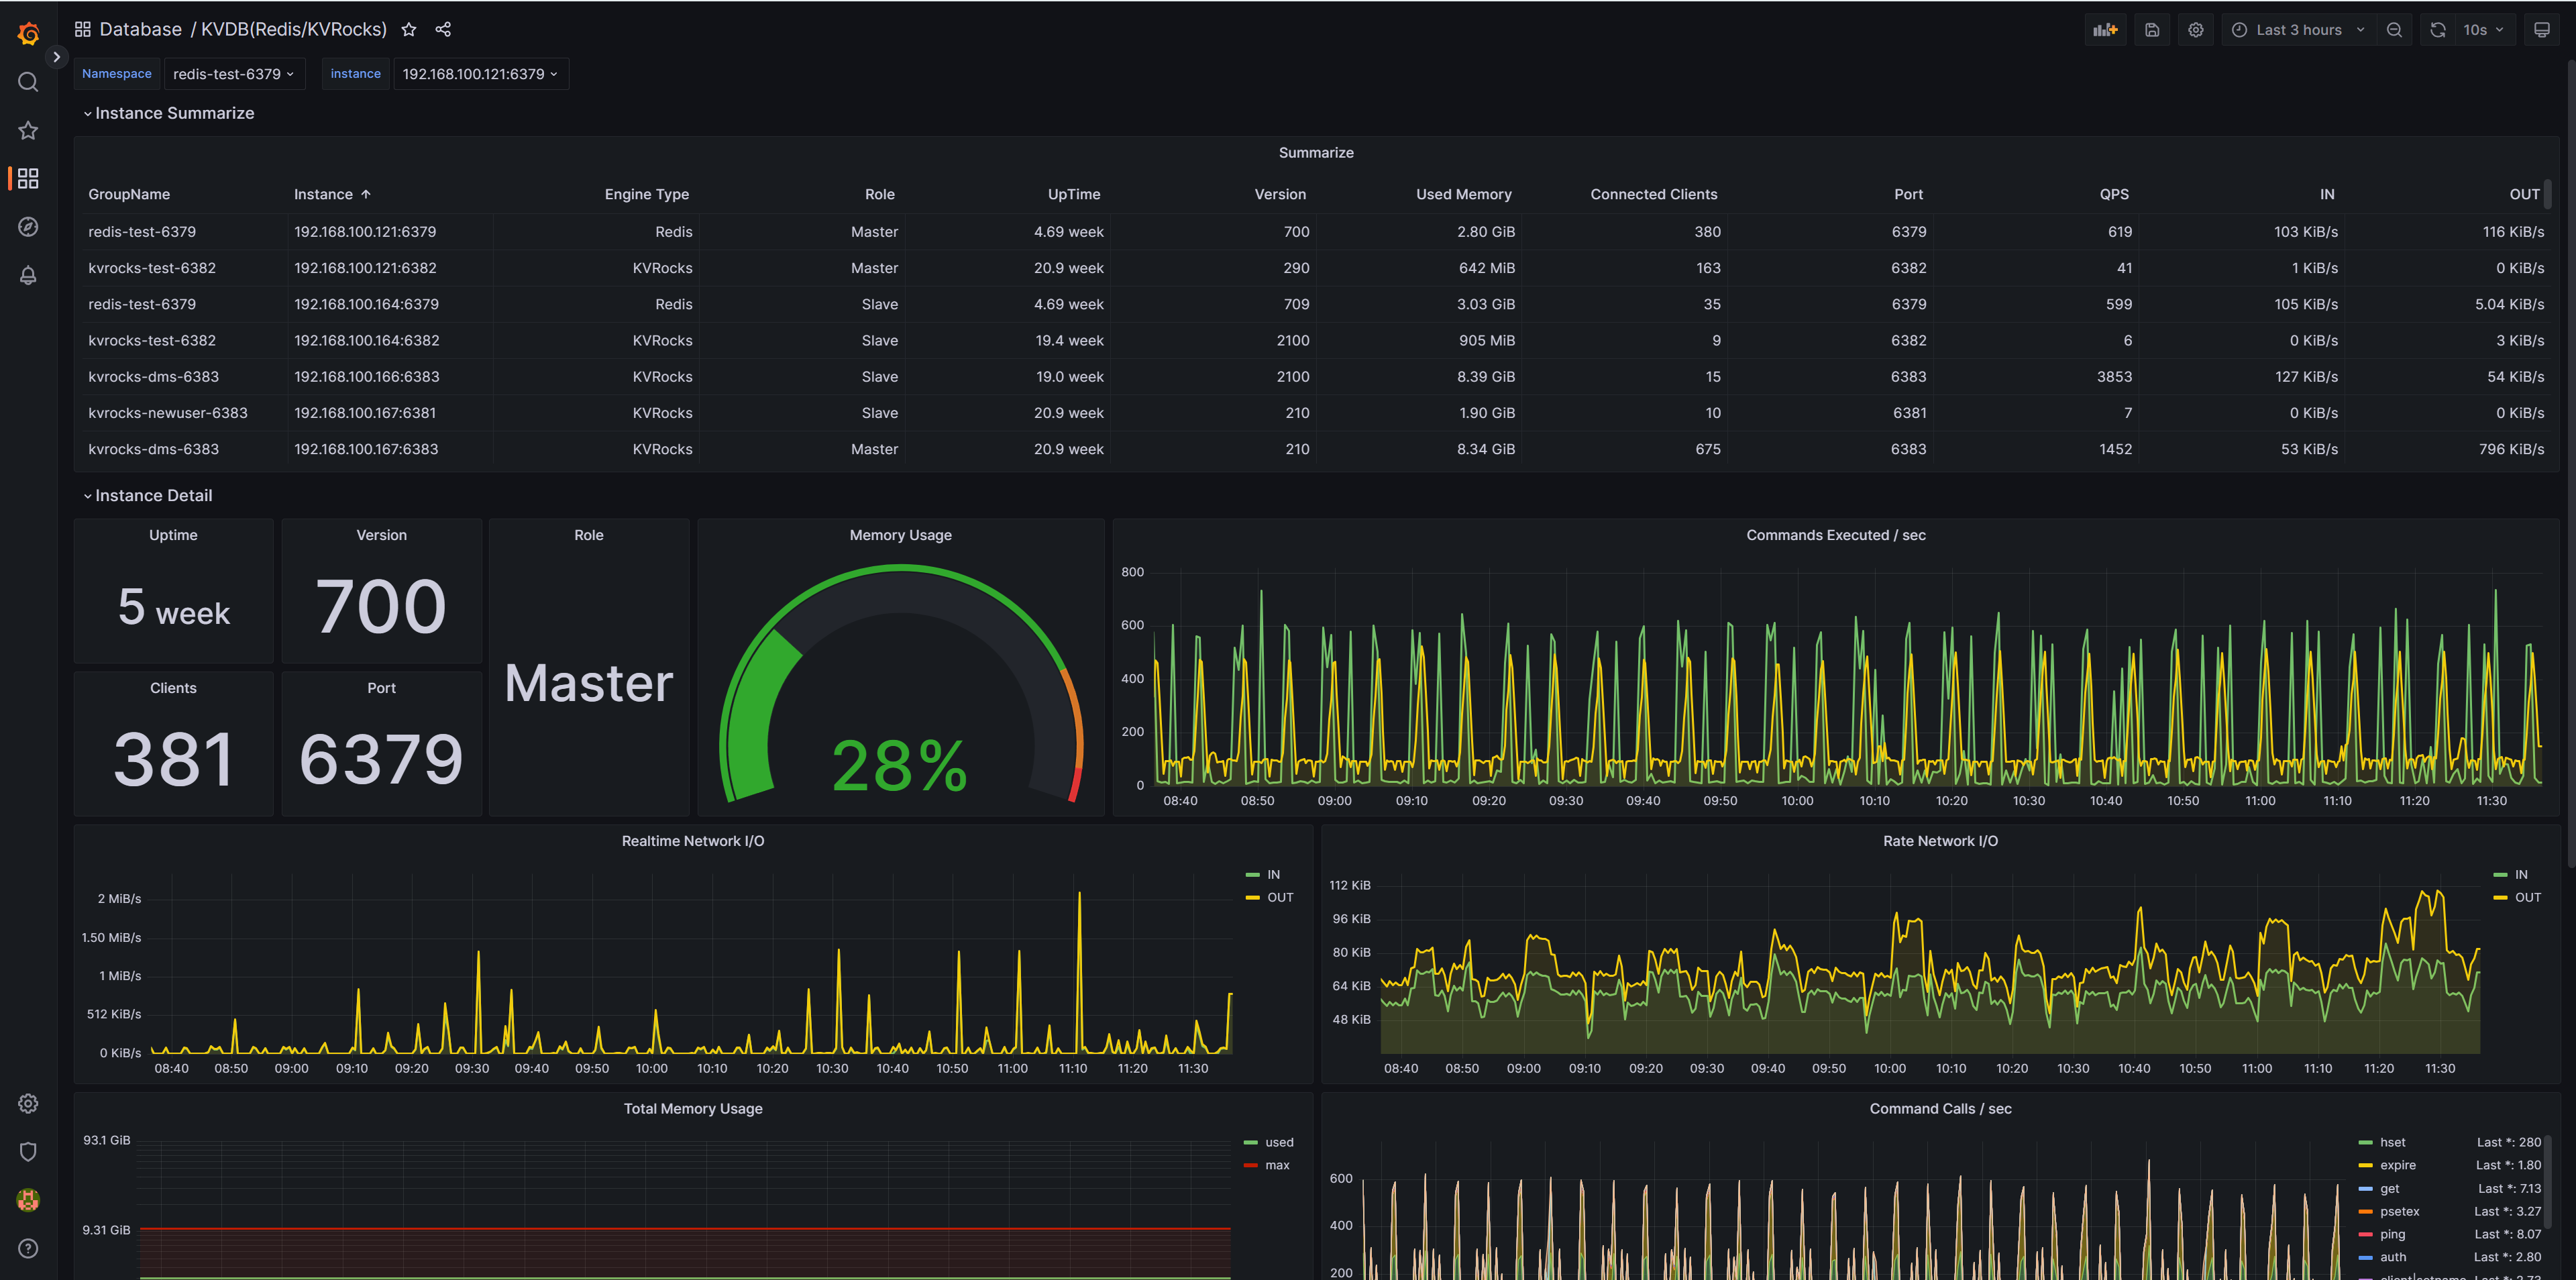 Database / KVDB(Redis/KVRocks)
Last 3 hours
10s
Namespace redis-test-6379 instance 192.168.100.121:6379
Instance Summarize
Summarize
GroupName Instance Engine Type Role UpTime Version Used Memory Connected Clients Port QPS IN OUT
redis-test-6379 192.168.100.121:6379 Redis Master 4.69 week 700 2.80 GiB 380 6379 619 103 KiB/s 116 KiB/s
kvrocks-test-6382 192.168.100.121:6382 KVRocks Master 20.9 week 290 642 MiB 163 6382 41 1 KiB/s 0 KiB/s
redis-test-6379 192.168.100.164:6379 Redis Slave 4.69 week 709 3.03 GiB 35 6379 599 105 KiB/s 5.04 KiB/s
kvrocks-test-6382 192.168.100.164:6382 KVRocks Slave 19.4 week 2100 905 MiB 9 6382 6 0 KiB/s 3 KiB/s
kvrocks-dms-6383 192.168.100.166:6383 KVRocks Slave 19.0 week 2100 8.39 GiB 15 6383 3853 127 KiB/s 54 KiB/s
kvrocks-newuser-6383 192.168.100.167:6381 KVRocks Slave 20.9 week 210 1.90 GiB 10 6381 7 0 KiB/s 0 KiB/s
kvrocks-dms-6383 192.168.100.167:6383 KVRocks Master 20.9 week 210 8.34 GiB 675 6383 1452 53 KiB/s 796 KiB/s
Instance Detail
Uptime
5 week
Version
700
Clients
381
Port
6379
Role
Master
Memory Usage
28%
Commands Executed / sec
800
600
400
200
0
08:40 08:50 09:00 09:10 09:20 09:30 09:40 09:50 10:00 10:10 10:20 10:30 10:40 10:50 11:00 11:10 11:20 11:30
Realtime Network I/O
2 MiB/s
1.50 MiB/s
1 MiB/s
512 KiB/s
0 KiB/s
08:40 08:50 09:00 09:10 09:20 09:30 09:40 09:50 10:00 10:10 10:20 10:30 10:40 10:50 11:00 11:10 11:20 11:30
IN
OUT
Rate Network I/O
112 KiB
96 KiB
80 KiB
64 KiB
48 KiB
08:40 08:50 09:00 09:10 09:20 09:30 09:40 09:50 10:00 10:10 10:20 10:30 10:40 10:50 11:00 11:10 11:20 11:30
IN
OUT
Total Memory Usage
93.1 GiB
9.31 GiB
used
max
Command Calls / sec
600
400
200
hset Last *: 280
expire Last *: 1.80
get Last *: 7.13
psetex Last *: 3.27
ping Last *: 8.07
auth Last *: 2.80